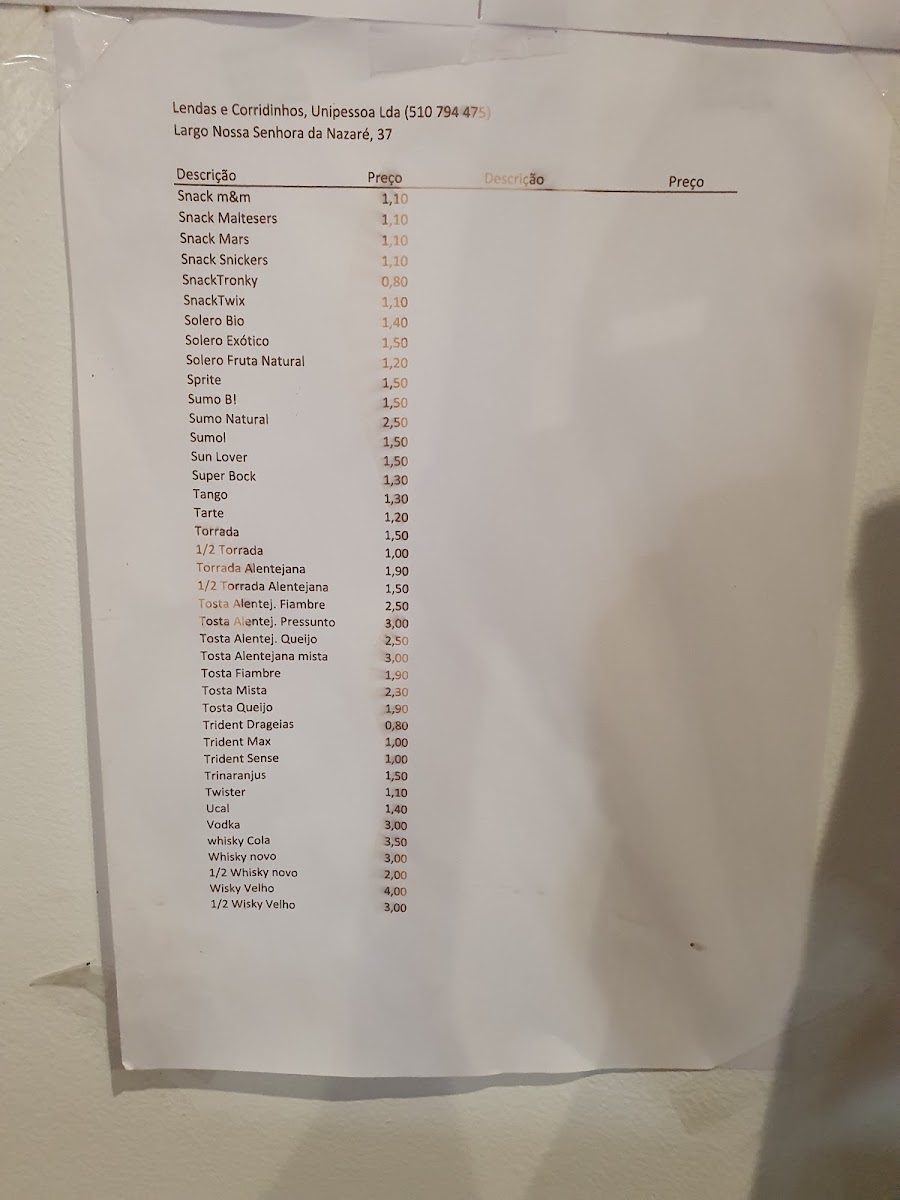 Lendas e Corridinhos, Unipessoa Lda (510 794 475)
Largo Nossa Senhora da Nazaré, 37
Descrição Preço Descrição Preço
Snack m&m 1,10
Snack Maltesers 1,10
Snack Mars 1,10
Snack Snickers 1,10
SnackTronky 0,80
SnackTwix 1,10
Solero Bio 1,40
Solero Exótico 1,50
Solero Fruta Natural 1,20
Sprite 1,50
Sumo B! 1,50
Sumo Natural 2,50
Sumol 1,50
Sun Lover 1,50
Super Bock 1,30
Tango 1,30
Tarte 1,20
Torrada 1,50
1/2 Torrada 1,00
Torrada Alentejana 1,90
1/2 Torrada Alentejana 1,50
Tosta Alentej. Fiambre 2,50
Tosta Alentej. Pressunto 3,00
Tosta Alentej. Queijo 2,50
Tosta Alentejana mista 3,00
Tosta Fiambre 1,90
Tosta Mista 2,30
Tosta Queijo 1,90
Trident Drageias 0,80
Trident Max 1,00
Trident Sense 1,00
Trinaranjus 1,50
Twister 1,10
Ucal 1,40
Vodka 3,00
whisky Cola 3,50
Whisky novo 3,00
1/2 Whisky novo 2,00
Wisky Velho 4,00
1/2 Wisky Velho 3,00